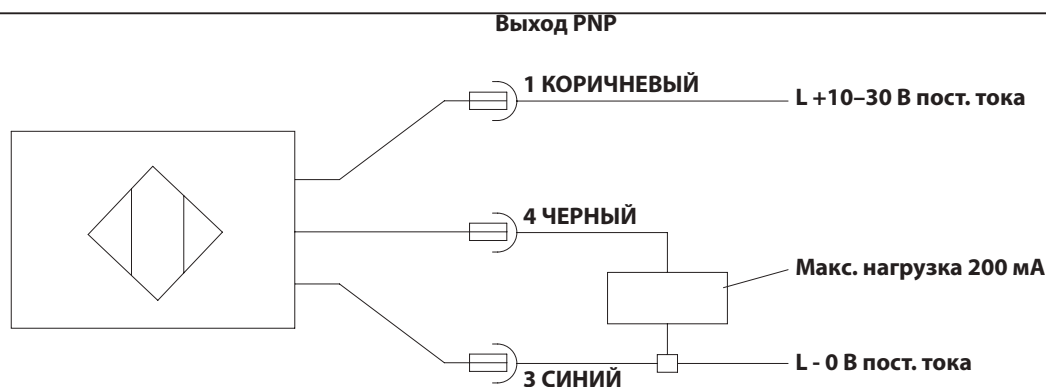 Выход PNP
1 КОРИЧНЕВЫЙ
L +10–30 В пост. тока
4 ЧЕРНЫЙ
Макс. нагрузка 200 мА
L - 0 В пост. тока
3 СИНИЙ